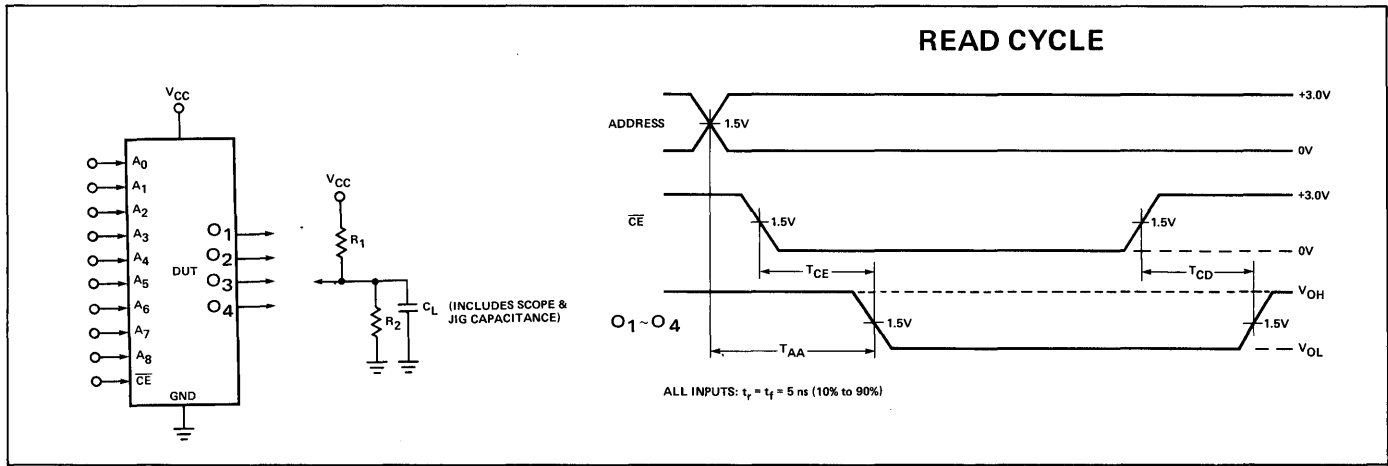 READ CYCLE
VCC
A0
A1
A2
A3
A4
A5
A6
A7
A8
CE
DUT
O1
O2
O3
O4
GND
VCC
R1
R2
CL (INCLUDES SCOPE &
JIG CAPACITANCE)
ADDRESS
1.5V
+3.0V
0V
CE
1.5V
1.5V
+3.0V
0V
TCE
TCD
O1~O4
1.5V
1.5V
VOH
VOL
TAA
ALL INPUTS: tr = tf = 5 ns (10% to 90%)